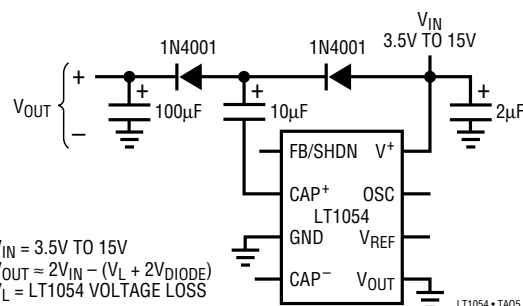 V_IN
3.5V TO 15V
1N4001
1N4001
+
V_OUT
–
+
100µF
+
10µF
+
2µF
FB/SHDN
V⁺
CAP⁺
OSC
LT1054
GND
V_REF
CAP⁻
V_OUT
V_IN = 3.5V TO 15V
V_OUT ≈ 2V_IN – (V_L + 2V_DIODE)
V_L = LT1054 VOLTAGE LOSS
LT1054 • TA05